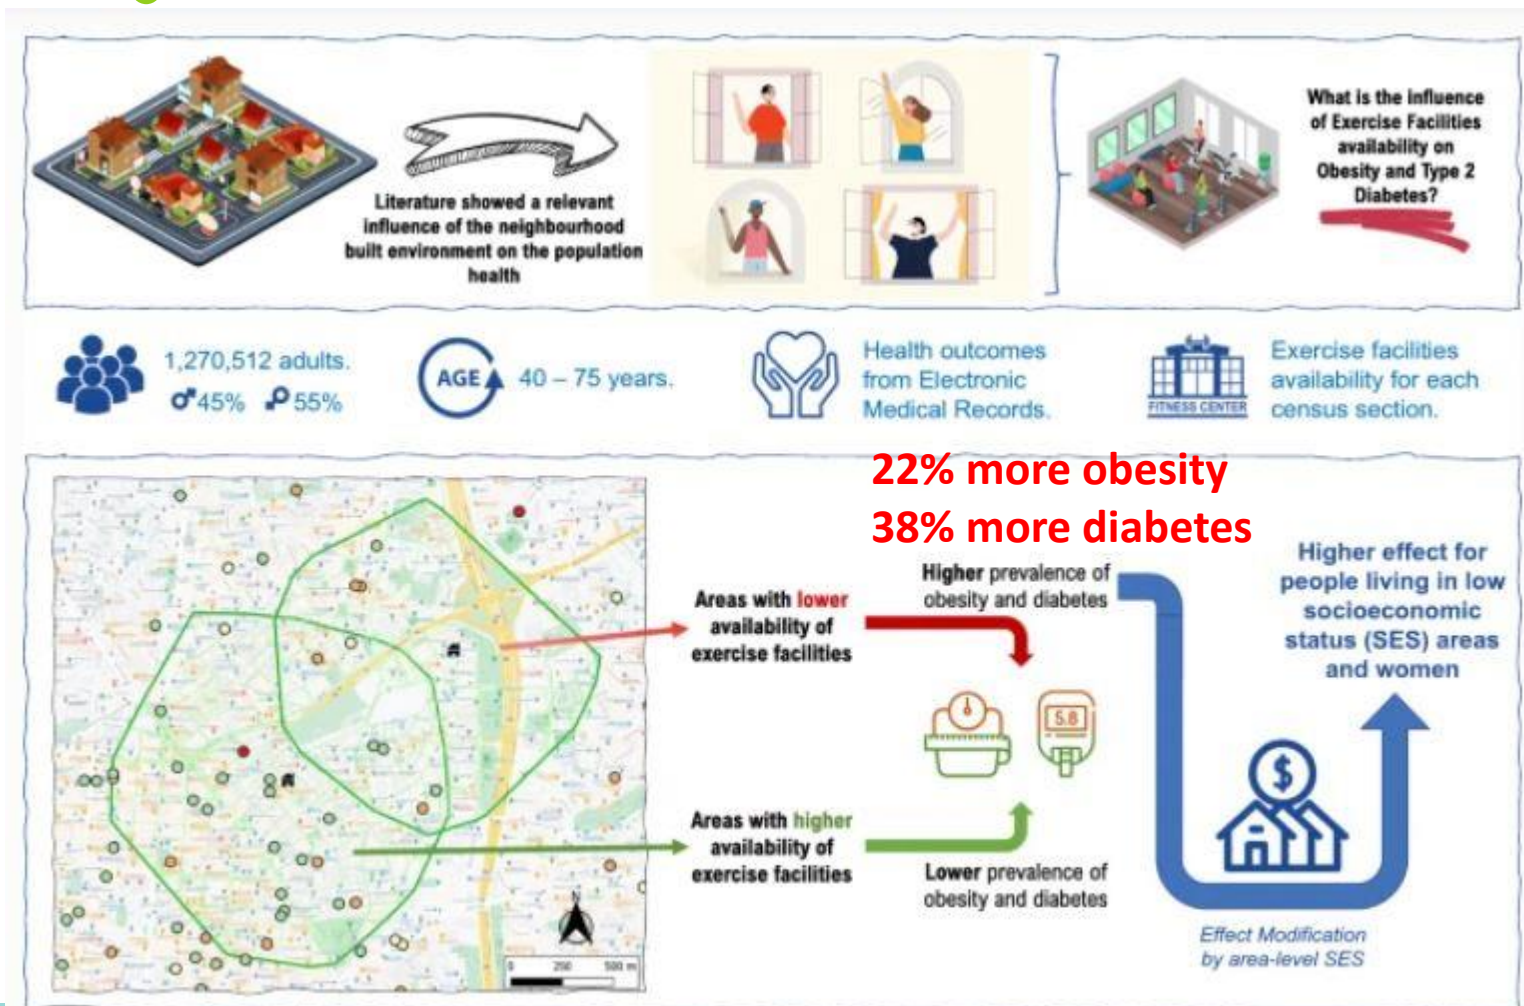 Literature showed a relevant
influence of the neighbourhood
built environment on the population
health
What is the influence
of Exercise Facilities
availability on
Obesity and Type 2
Diabetes?
1,270,512 adults.
♂45% ♀55%
AGE
40 – 75 years.
Health outcomes
from Electronic
Medical Records.
FITNESS CENTER
Exercise facilities
availability for each
census section.
22% more obesity
38% more diabetes
Areas with lower
availability of
exercise facilities
Higher prevalence of
obesity and diabetes
5.8
Areas with higher
availability of
exercise facilities
Lower prevalence of
obesity and diabetes
Higher effect for
people living in low
socioeconomic
status (SES) areas
and women
$
Effect Modification
by area-level SES
N
0 250 500 m